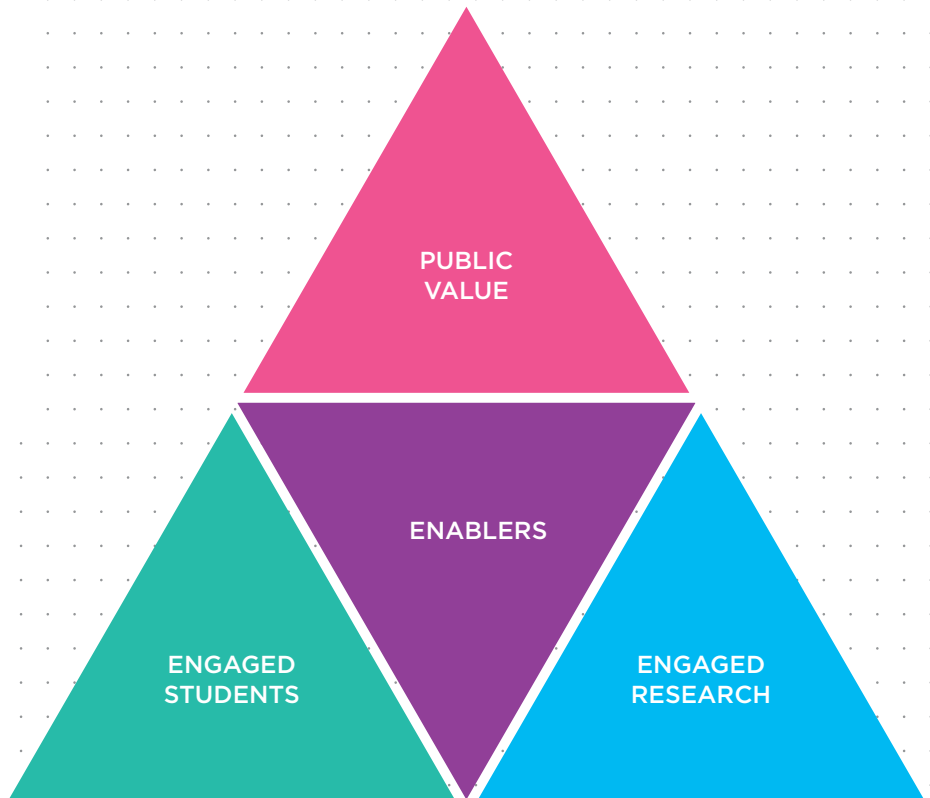 PUBLIC
VALUE
ENABLERS
ENGAGED
STUDENTS
ENGAGED
RESEARCH